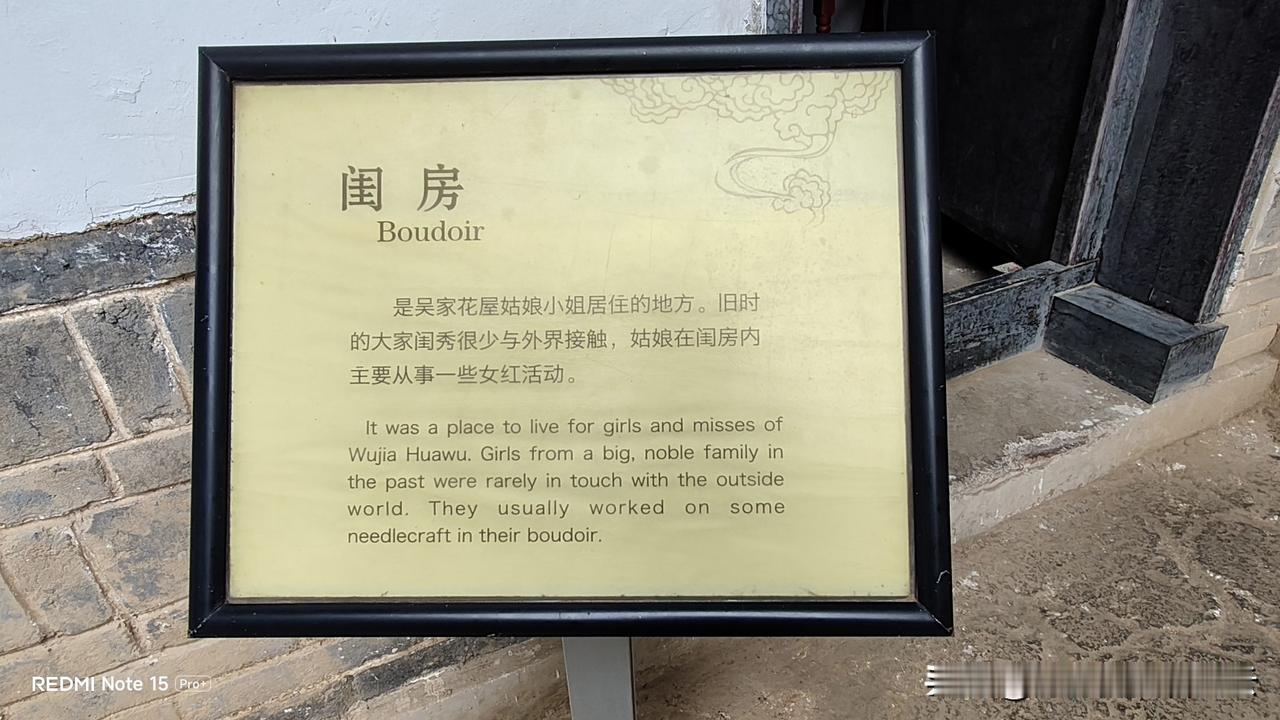 闺 房
Boudoir
是吴家花屋姑娘小姐居住的地方。旧时
的大家闺秀很少与外界接触，姑娘在闺房内
主要从事一些女红活动。
It was a place to live for girls and misses of
Wujia Huawu. Girls from a big, noble family in
the past were rarely in touch with the outside
world. They usually worked on some
needlecraft in their boudoir.
REDMI Note 15 Pro+